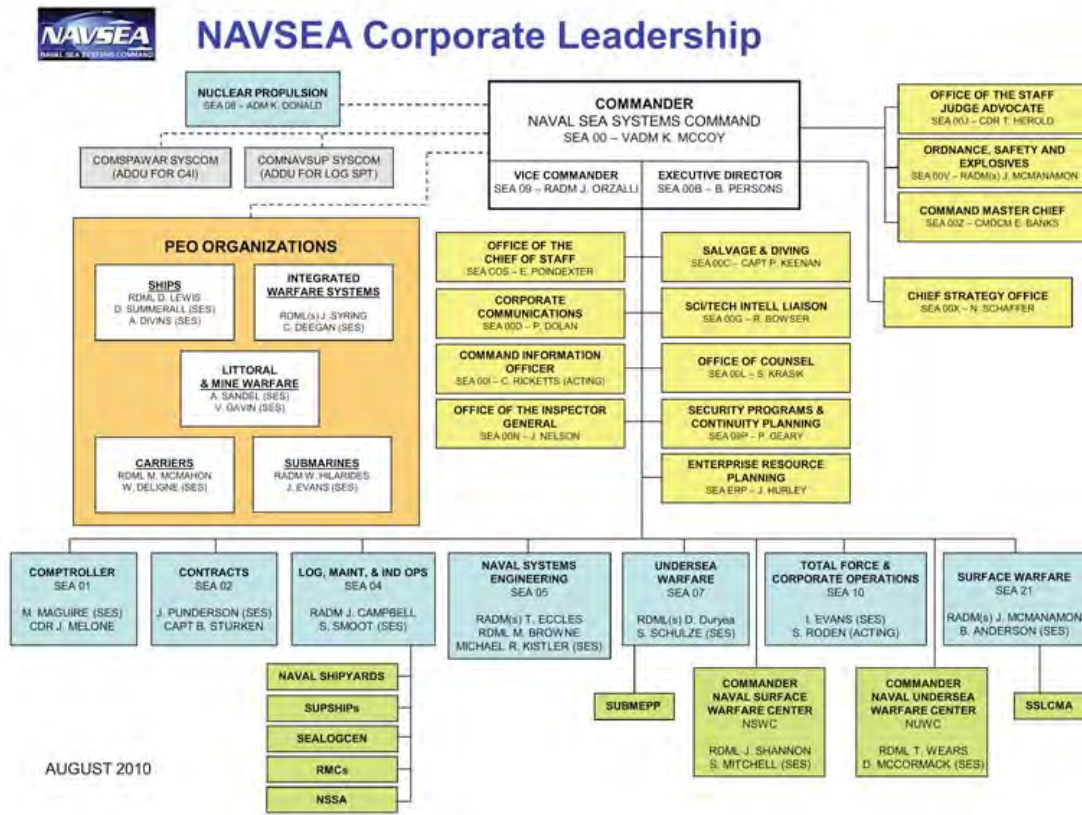 NAVSEA
NAVAL SEA SYSTEMS COMMAND
NAVSEA Corporate Leadership
NUCLEAR PROPULSION
SEA 08 – ADM K. DONALD
COMMANDER
NAVAL SEA SYSTEMS COMMAND
SEA 00 – VADM K. MCCOY
VICE COMMANDER
SEA 09 – RADM J. ORZALLI
EXECUTIVE DIRECTOR
SEA 00B – B. PERSONS
OFFICE OF THE STAFF
JUDGE ADVOCATE
SEA 00J – CDR T. HEROLD
ORDNANCE, SAFETY AND
EXPLOSIVES
SEA 00V – RADM(s) J. MCMANAMON
COMMAND MASTER CHIEF
SEA 00Z – CMDCM E. BANKS
COMSPAWAR SYSCOM
(ADDU FOR C4I)
COMNAVSUP SYSCOM
(ADDU FOR LOG SPT)
CHIEF STRATEGY OFFICE
SEA 00X – N. SCHAFFER
PEO ORGANIZATIONS
SHIPS
RDML D. LEWIS
D. SUMMERALL (SES)
A. DIVINS (SES)
INTEGRATED
WARFARE SYSTEMS
RDML(s) J. SYRING
C. DEEGAN (SES)
LITTORAL
& MINE WARFARE
A. SANDEL (SES)
V. GAVIN (SES)
CARRIERS
RDML M. MCMAHON
W. DELIGNE (SES)
SUBMARINES
RADM W. HILARIDES
J. EVANS (SES)
OFFICE OF THE
CHIEF OF STAFF
SEA COS – E. POINDEXTER
SALVAGE & DIVING
SEA 00C – CAPT P. KEENAN
CORPORATE
COMMUNICATIONS
SEA 00D – P. DOLAN
SCI/TECH INTELL LIAISON
SEA 00G – R. BOWSER
COMMAND INFORMATION
OFFICER
SEA 00I – C. RICKETTS (ACTING)
OFFICE OF COUNSEL
SEA 00L – S. KRASIK
OFFICE OF THE INSPECTOR
GENERAL
SEA 00N – J. NELSON
SECURITY PROGRAMS &
CONTINUITY PLANNING
SEA 09P – P. GEARY
ENTERPRISE RESOURCE
PLANNING
SEA ERP – J. HURLEY
COMPTROLLER
SEA 01
M. MAGUIRE (SES)
CDR J. MELONE
CONTRACTS
SEA 02
J. PUNDERSON (SES)
CAPT B. STURKEN
LOG, MAINT, & IND OPS
SEA 04
RADM J. CAMPBELL
S. SMOOT (SES)
NAVAL SYSTEMS
ENGINEERING
SEA 05
RADM(s) T. ECCLES
RDML M. BROWNE
MICHAEL R. KISTLER (SES)
UNDERSEA
WARFARE
SEA 07
RDML(s) D. Duryea
S. SCHULZE (SES)
TOTAL FORCE &
CORPORATE OPERATIONS
SEA 10
I. EVANS (SES)
S. RODEN (ACTING)
SURFACE WARFARE
SEA 21
RADM(s) J. MCMANAMON
B. ANDERSON (SES)
NAVAL SHIPYARDS
SUPSHIPs
SEALOGCEN
RMCs
NSSA
SUBMEPP
COMMANDER
NAVAL SURFACE
WARFARE CENTER
NSWC
RDML J. SHANNON
S. MITCHELL (SES)
COMMANDER
NAVAL UNDERSEA
WARFARE CENTER
NUWC
RDML T. WEARS
D. MCCORMACK (SES)
SSLCMA
AUGUST 2010